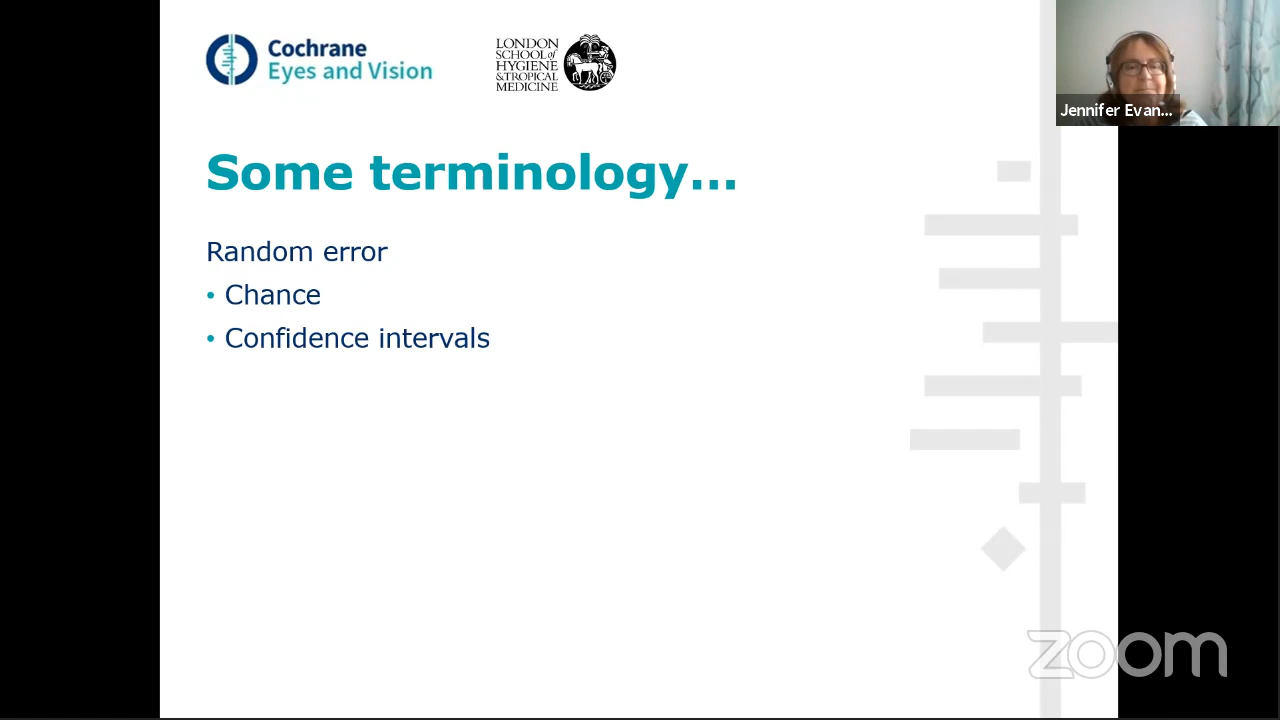 Cochrane
Eyes and Vision
LONDON
SCHOOL of
HYGIENE
& TROPICAL
MEDICINE
Jennifer Evan...
Some terminology...
Random error
• Chance
• Confidence intervals
zoom